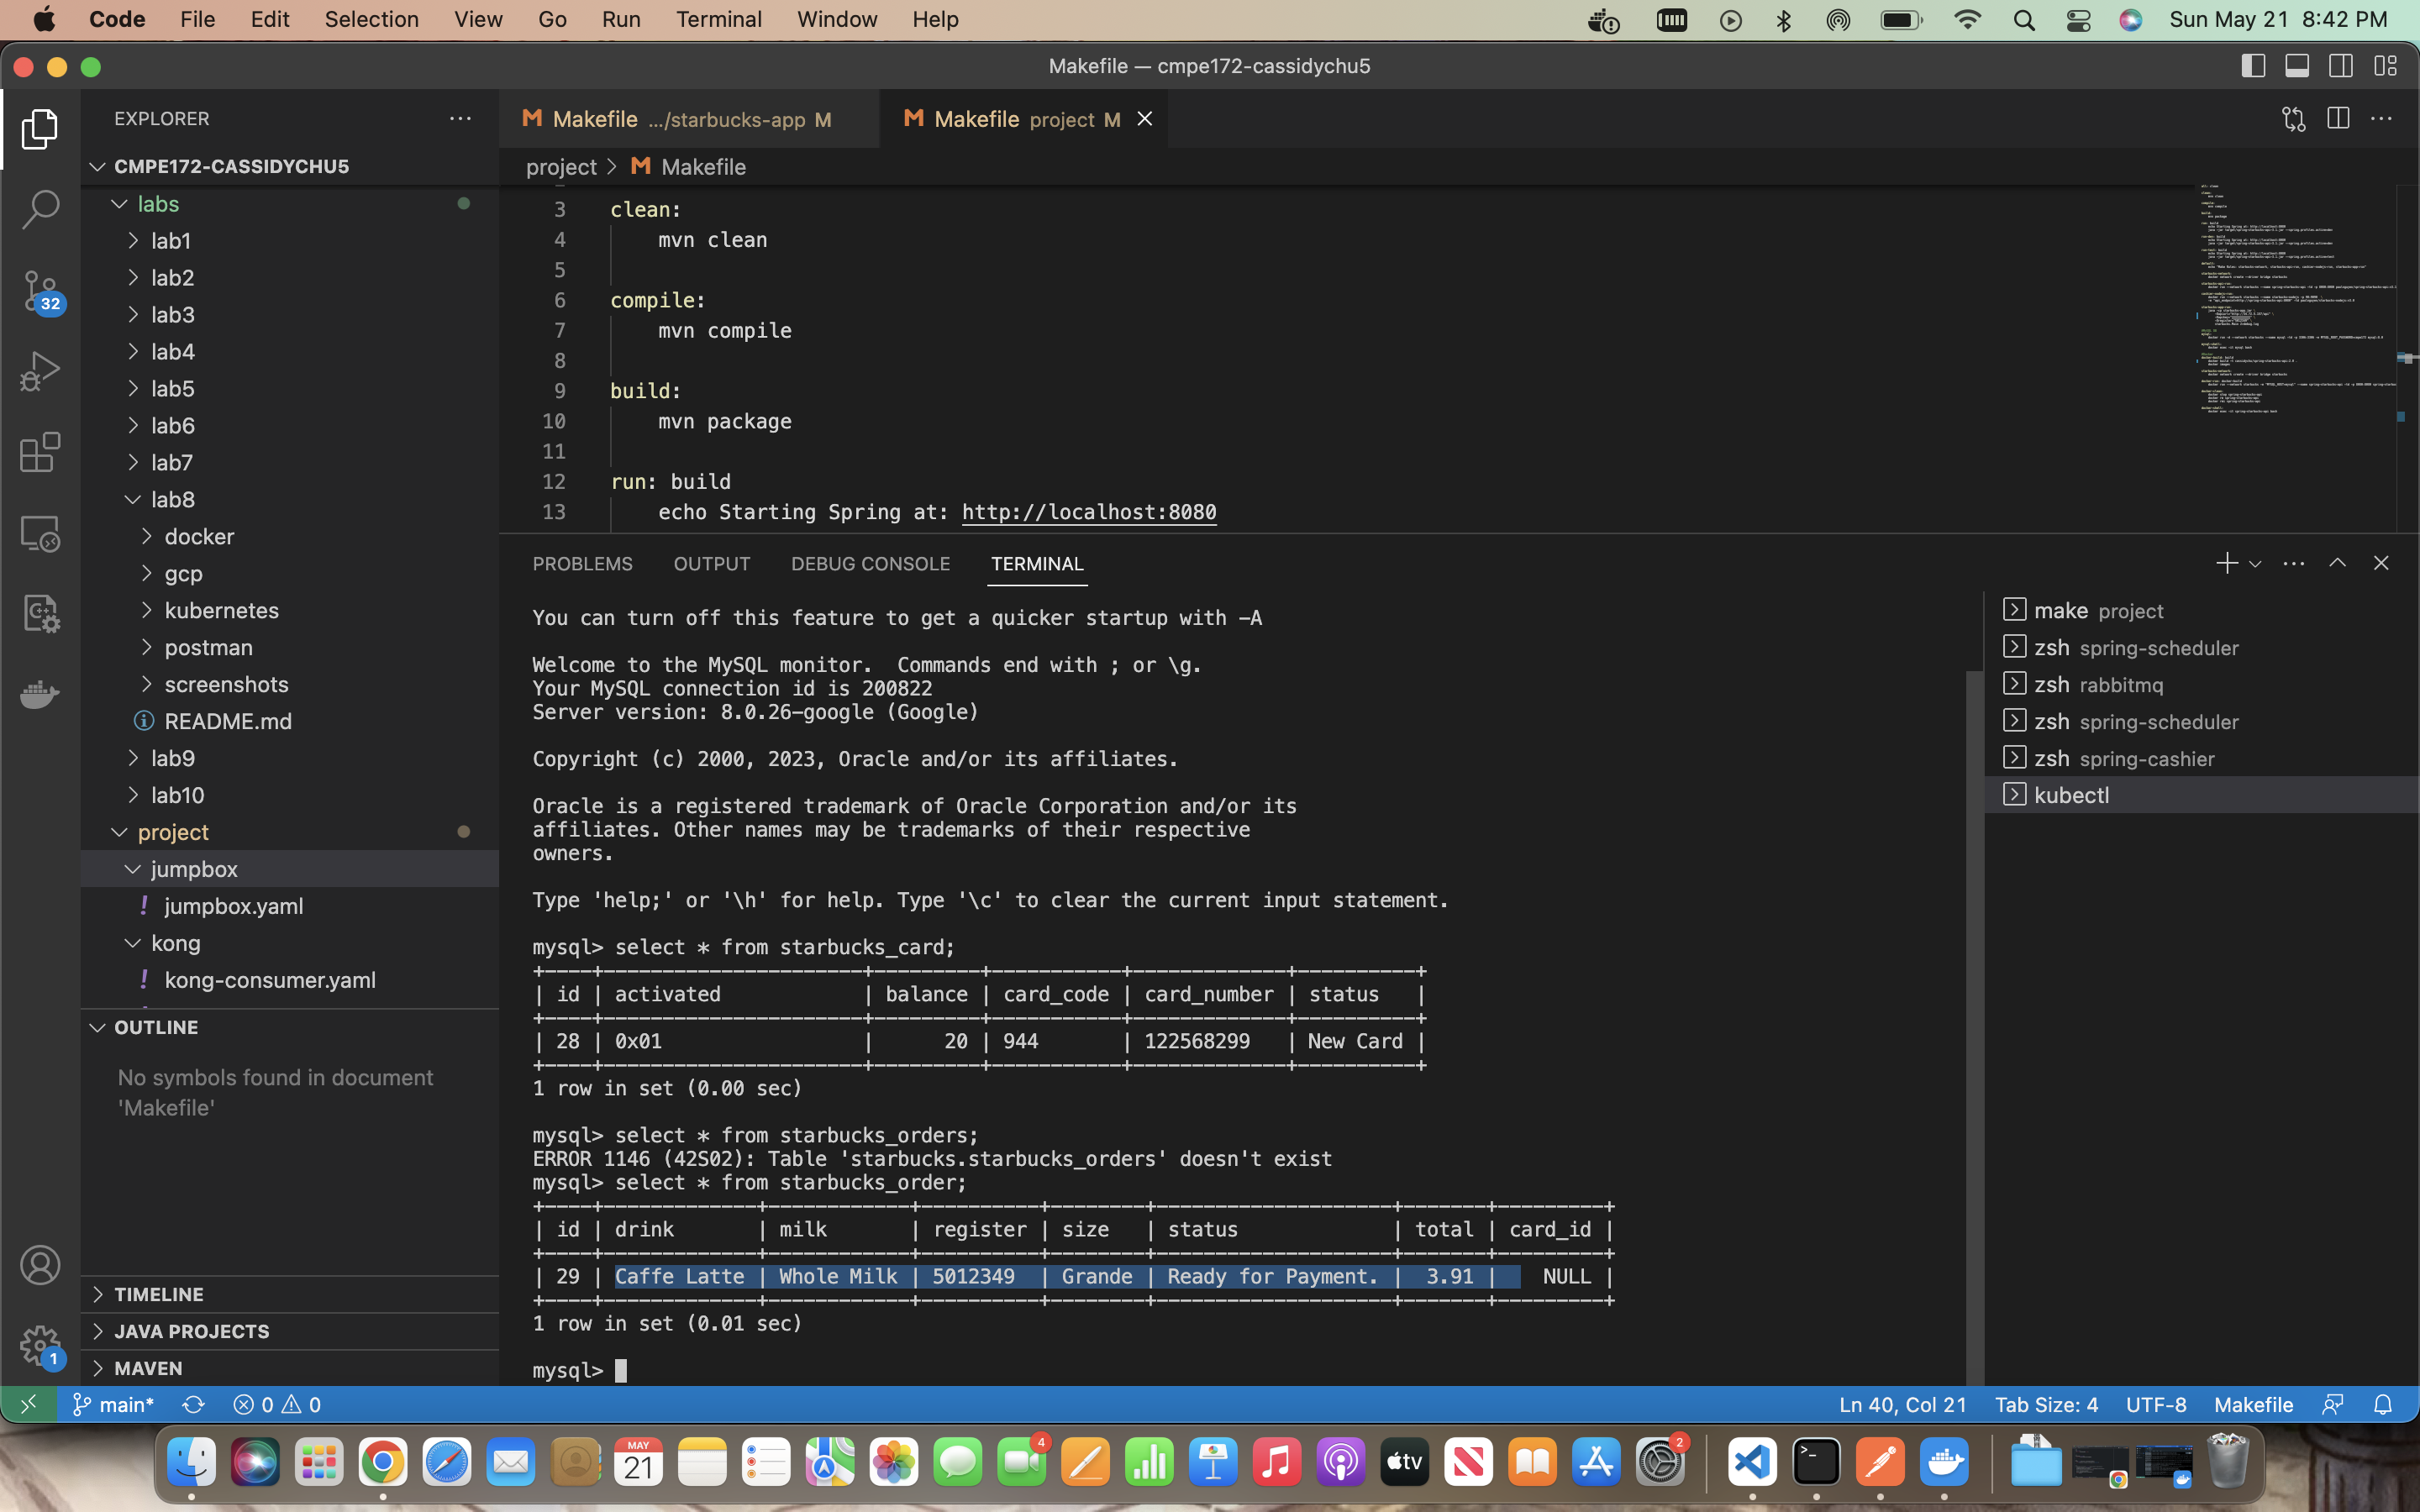 Code File Edit Selection View Go Run Terminal Window Help Sun May 21 8:42 PM
Makefile — cmpe172-cassidychu5
EXPLORER
CMPE172-CASSIDYCHU5
labs
lab1
lab2
lab3
lab4
lab5
lab6
lab7
lab8
docker
gcp
kubernetes
postman
screenshots
README.md
lab9
lab10
project
jumpbox
jumpbox.yaml
kong
kong-consumer.yaml
OUTLINE
No symbols found in document
'Makefile'
TIMELINE
JAVA PROJECTS
MAVEN
32
1
Makefile .../starbucks-app M
Makefile project M
project > Makefile
3 clean:
4 mvn clean
5
6 compile:
7 mvn compile
8
9 build:
10 mvn package
11
12 run: build
13 echo Starting Spring at: http://localhost:8080
PROBLEMS OUTPUT DEBUG CONSOLE TERMINAL
You can turn off this feature to get a quicker startup with -A
Welcome to the MySQL monitor.  Commands end with ; or \g.
Your MySQL connection id is 200822
Server version: 8.0.26-google (Google)
Copyright (c) 2000, 2023, Oracle and/or its affiliates.
Oracle is a registered trademark of Oracle Corporation and/or its
affiliates. Other names may be trademarks of their respective
owners.
Type 'help;' or '\h' for help. Type '\c' to clear the current input statement.
mysql> select * from starbucks_card;
| id | activated | balance | card_code | card_number | status |
| 28 | 0x01 | 20 | 944 | 122568299 | New Card |
1 row in set (0.00 sec)
mysql> select * from starbucks_orders;
ERROR 1146 (42S02): Table 'starbucks.starbucks_orders' doesn't exist
mysql> select * from starbucks_order;
| id | drink | milk | register | size | status | total | card_id |
| 29 | Caffe Latte | Whole Milk | 5012349 | Grande | Ready for Payment. | 3.91 | NULL |
1 row in set (0.01 sec)
mysql>
make project
zsh spring-scheduler
zsh rabbitmq
zsh spring-scheduler
zsh spring-cashier
kubectl
main* 0 0 Ln 40, Col 21 Tab Size: 4 UTF-8 Makefile
MAY
21
4
tv
2